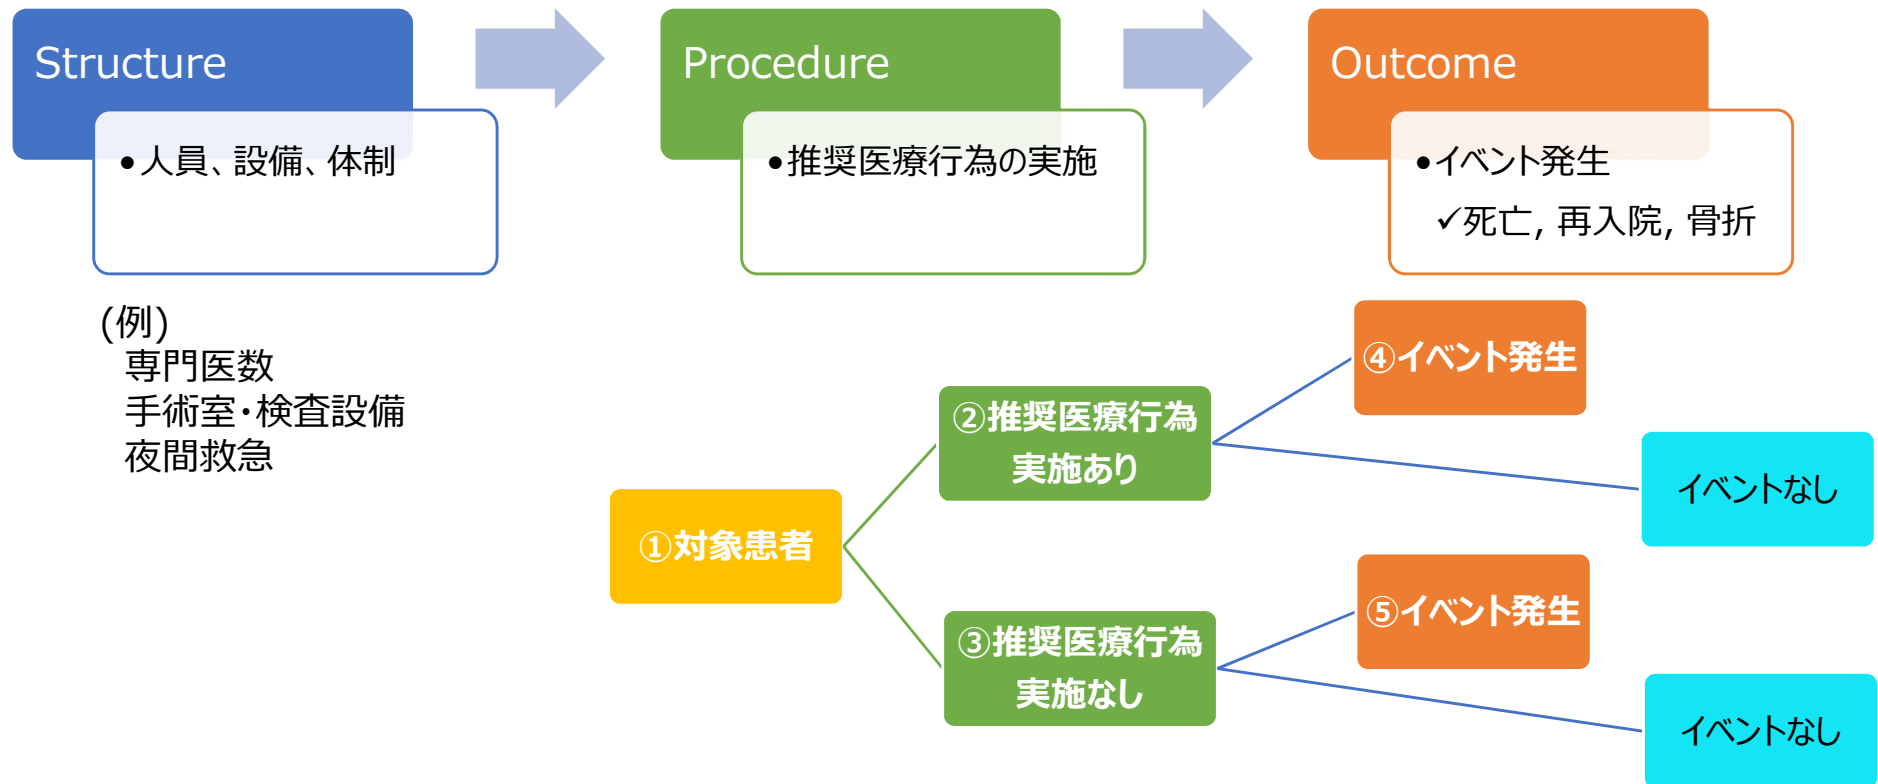 Structure
•人員、設備、体制
Procedure
•推奨医療行為の実施
Outcome
•イベント発生
✓死亡, 再入院, 骨折
(例)
専門医数
手術室・検査設備
夜間救急
①対象患者
②推奨医療行為
実施あり
③推奨医療行為
実施なし
④イベント発生
イベントなし
⑤イベント発生
イベントなし